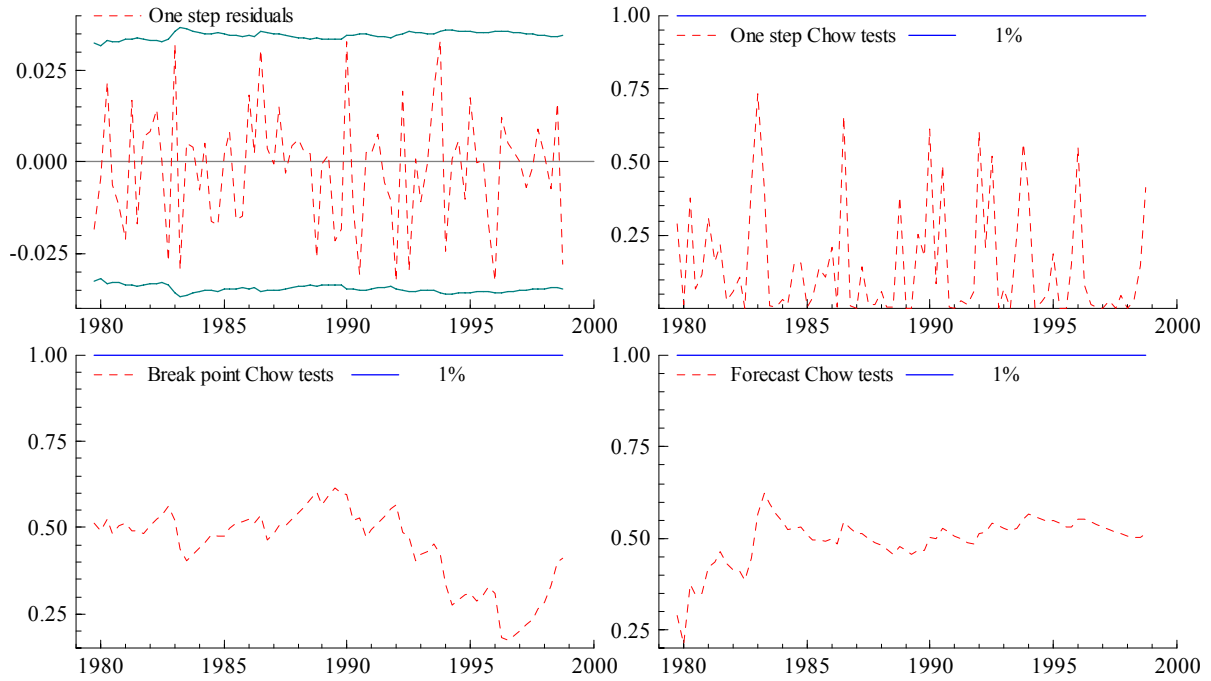 One step residuals
0.025
0.000
-0.025
1980 1985 1990 1995 2000
1.00
One step Chow tests 1%
0.75
0.50
0.25
1980 1985 1990 1995 2000
1.00
Break point Chow tests 1%
0.75
0.50
0.25
1980 1985 1990 1995 2000
1.00
Forecast Chow tests 1%
0.75
0.50
0.25
1980 1985 1990 1995 2000